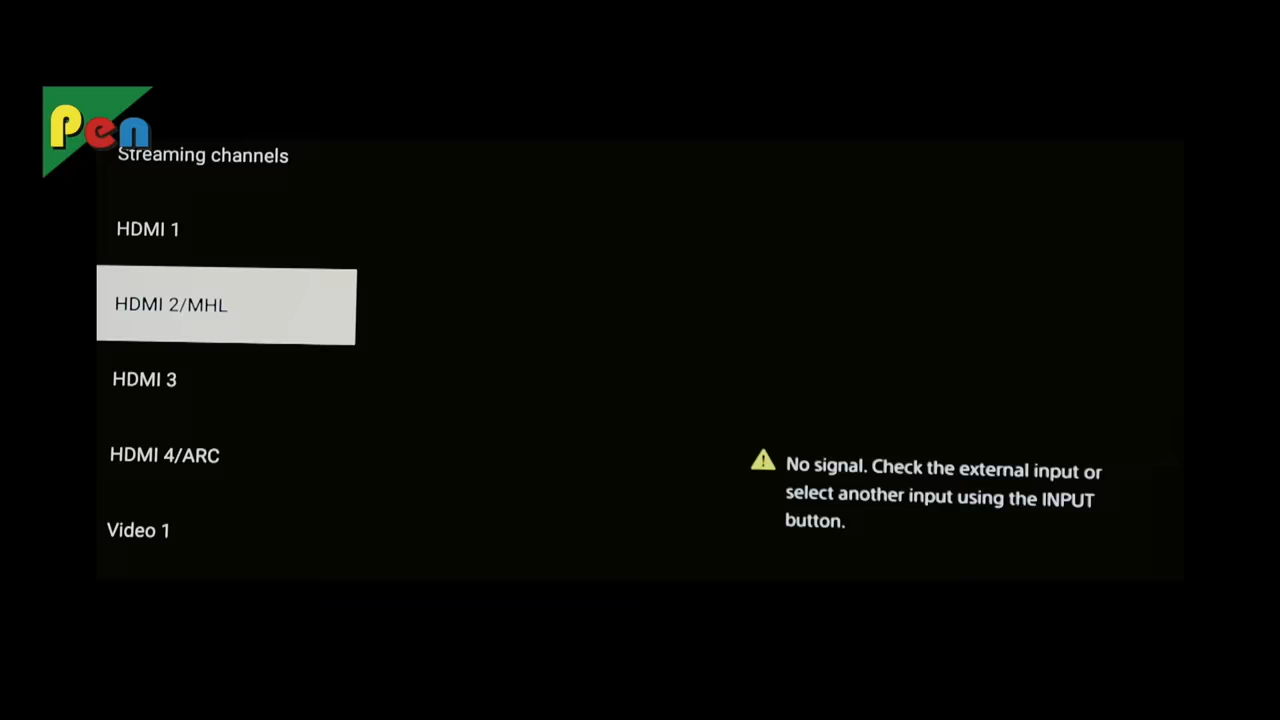 Pen
Streaming channels
HDMI 1
HDMI 2/MHL
HDMI 3
HDMI 4/ARC
Video 1
No signal. Check the external input or
select another input using the INPUT
button.